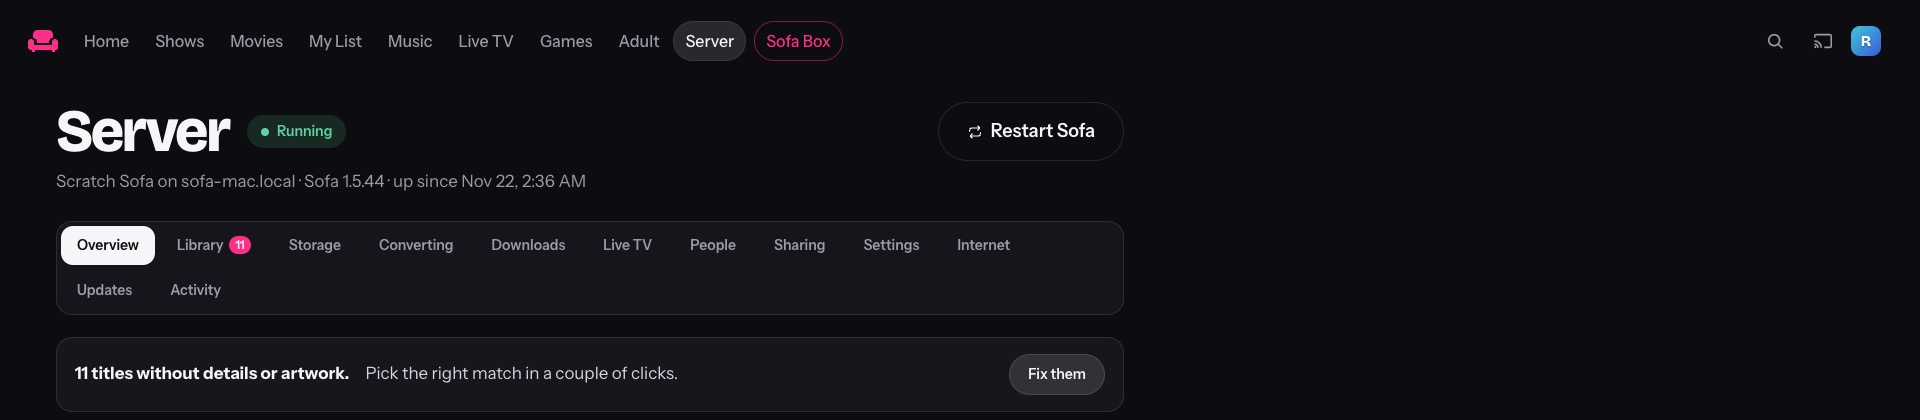 Home Shows Movies My List Music Live TV Games Adult Server Sofa Box R
Server Running Restart Sofa
Scratch Sofa on sofa-mac.local · Sofa 1.5.44 · up since Nov 22, 2:36 AM
Overview Library 11 Storage Converting Downloads Live TV People Sharing Settings Internet
Updates Activity
11 titles without details or artwork. Pick the right match in a couple of clicks. Fix them